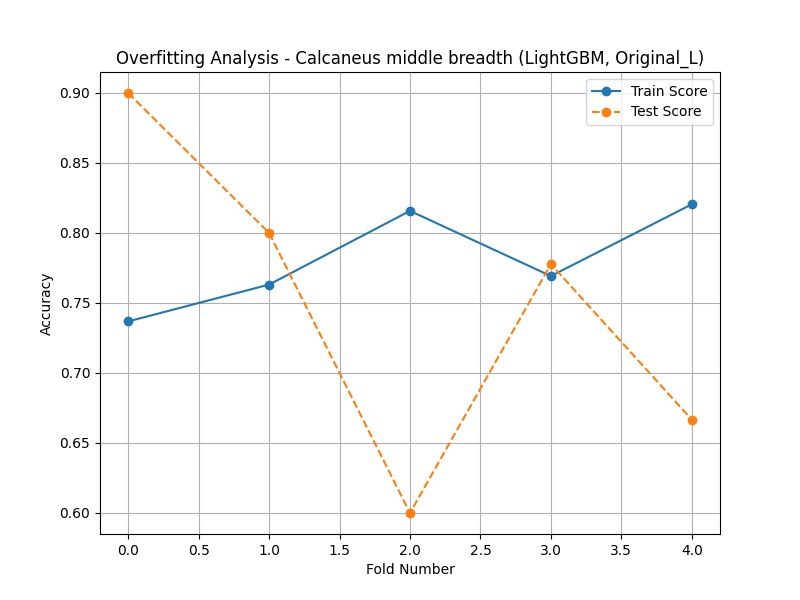 Overfitting Analysis - Calcaneus middle breadth (LightGBM, Original_L)
Train Score
Test Score
0.90
0.85
0.80
0.75
0.70
0.65
0.60
Accuracy
0.0 0.5 1.0 1.5 2.0 2.5 3.0 3.5 4.0
Fold Number